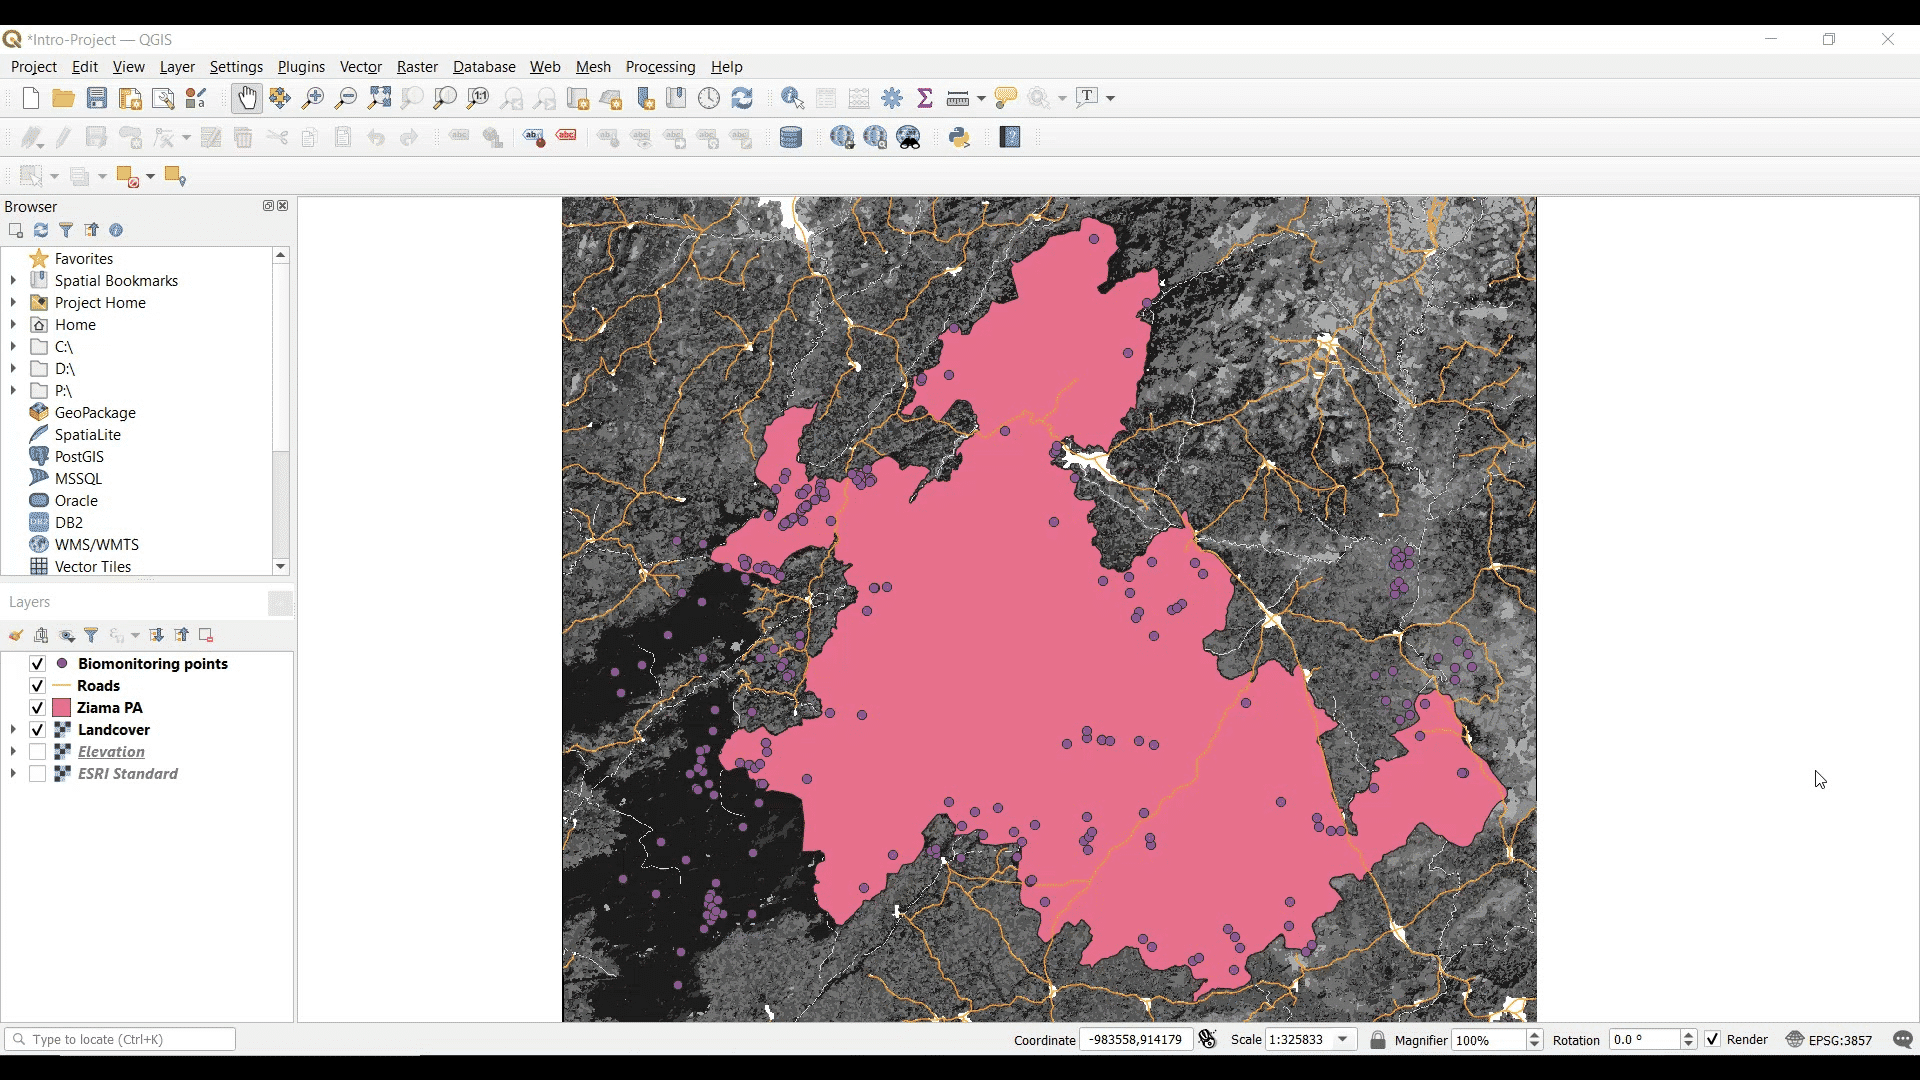 *Intro-Project — QGIS
Project Edit View Layer Settings Plugins Vector Raster Database Web Mesh Processing Help
Browser
Favorites
Spatial Bookmarks
Project Home
Home
C:\
D:\
P:\
GeoPackage
SpatiaLite
PostGIS
MSSQL
Oracle
DB2
WMS/WMTS
Vector Tiles
Layers
Biomonitoring points
Roads
Ziama PA
Landcover
Elevation
ESRI Standard
Type to locate (Ctrl+K) Coordinate -983558,914179 Scale 1:325833 Magnifier 100% Rotation 0.0 ° Render EPSG:3857